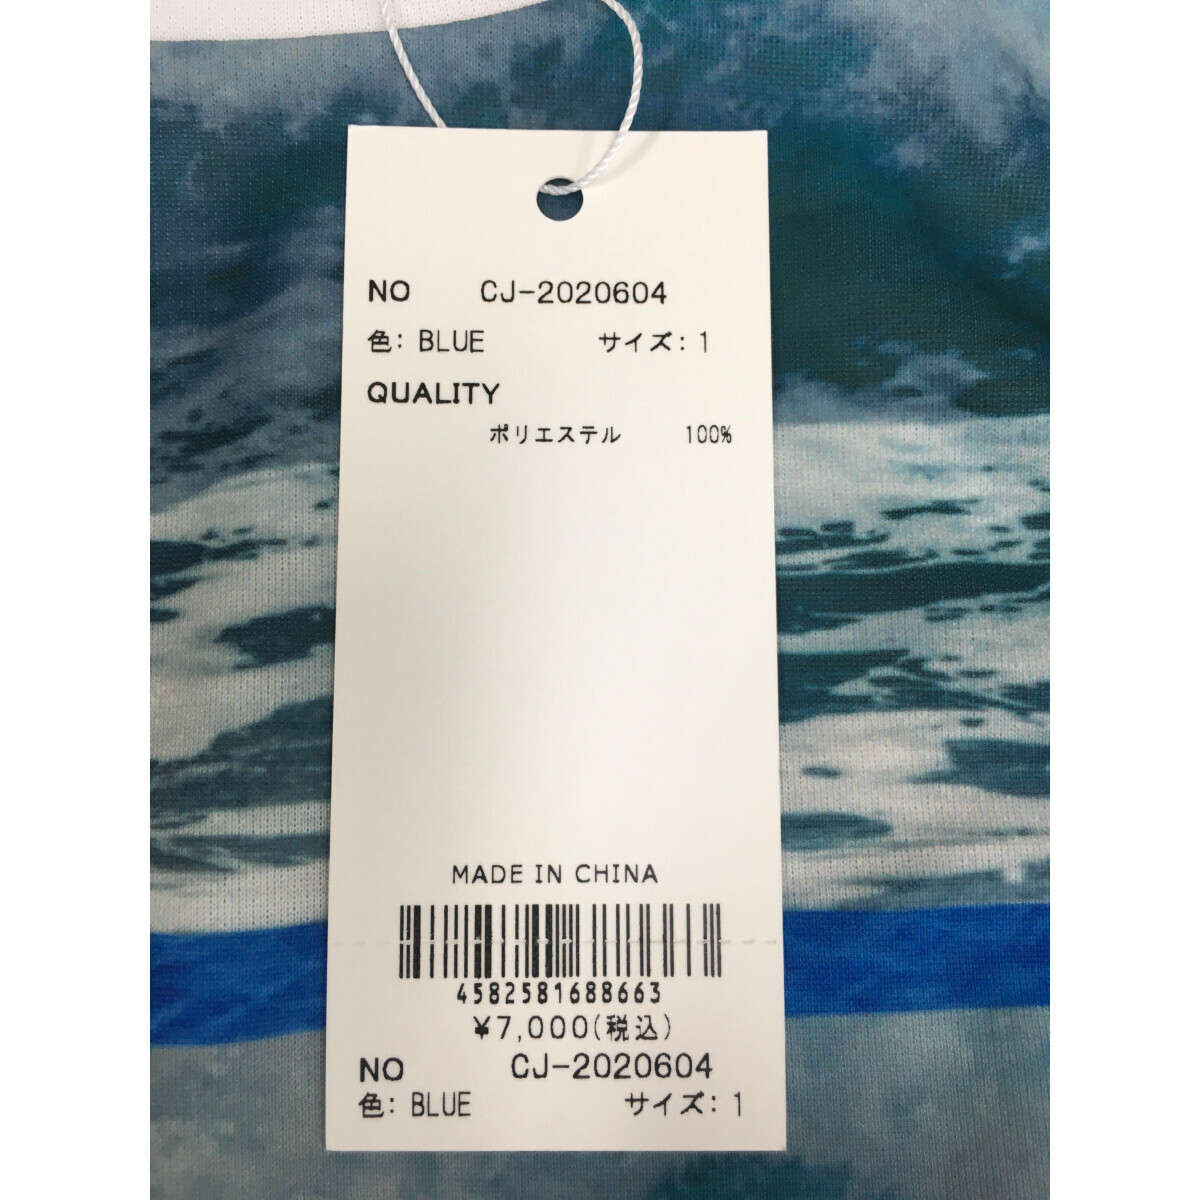 NO CJ-2020604
色: BLUE サイズ: 1
QUALITY
ポリエステル 100%
MADE IN CHINA
4582581688663
¥7,000(税込)
NO CJ-2020604
色: BLUE サイズ: 1